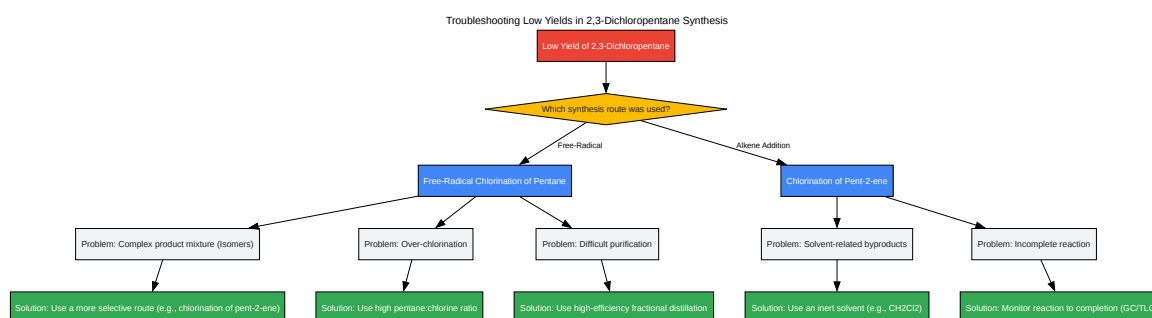 Troubleshooting Low Yields in 2,3-Dichloropentane Synthesis
Low Yield of 2,3-Dichloropentane
Which synthesis route was used?
Free-Radical
Alkene Addition
Free-Radical Chlorination of Pentane
Chlorination of Pent-2-ene
Problem: Complex product mixture (Isomers)
Problem: Over-chlorination
Problem: Difficult purification
Problem: Solvent-related byproducts
Problem: Incomplete reaction
Solution: Use a more selective route (e.g., chlorination of pent-2-ene)
Solution: Use high pentane:chlorine ratio
Solution: Use high-efficiency fractional distillation
Solution: Use an inert solvent (e.g., CH2Cl2)
Solution: Monitor reaction to completion (GC/TLC